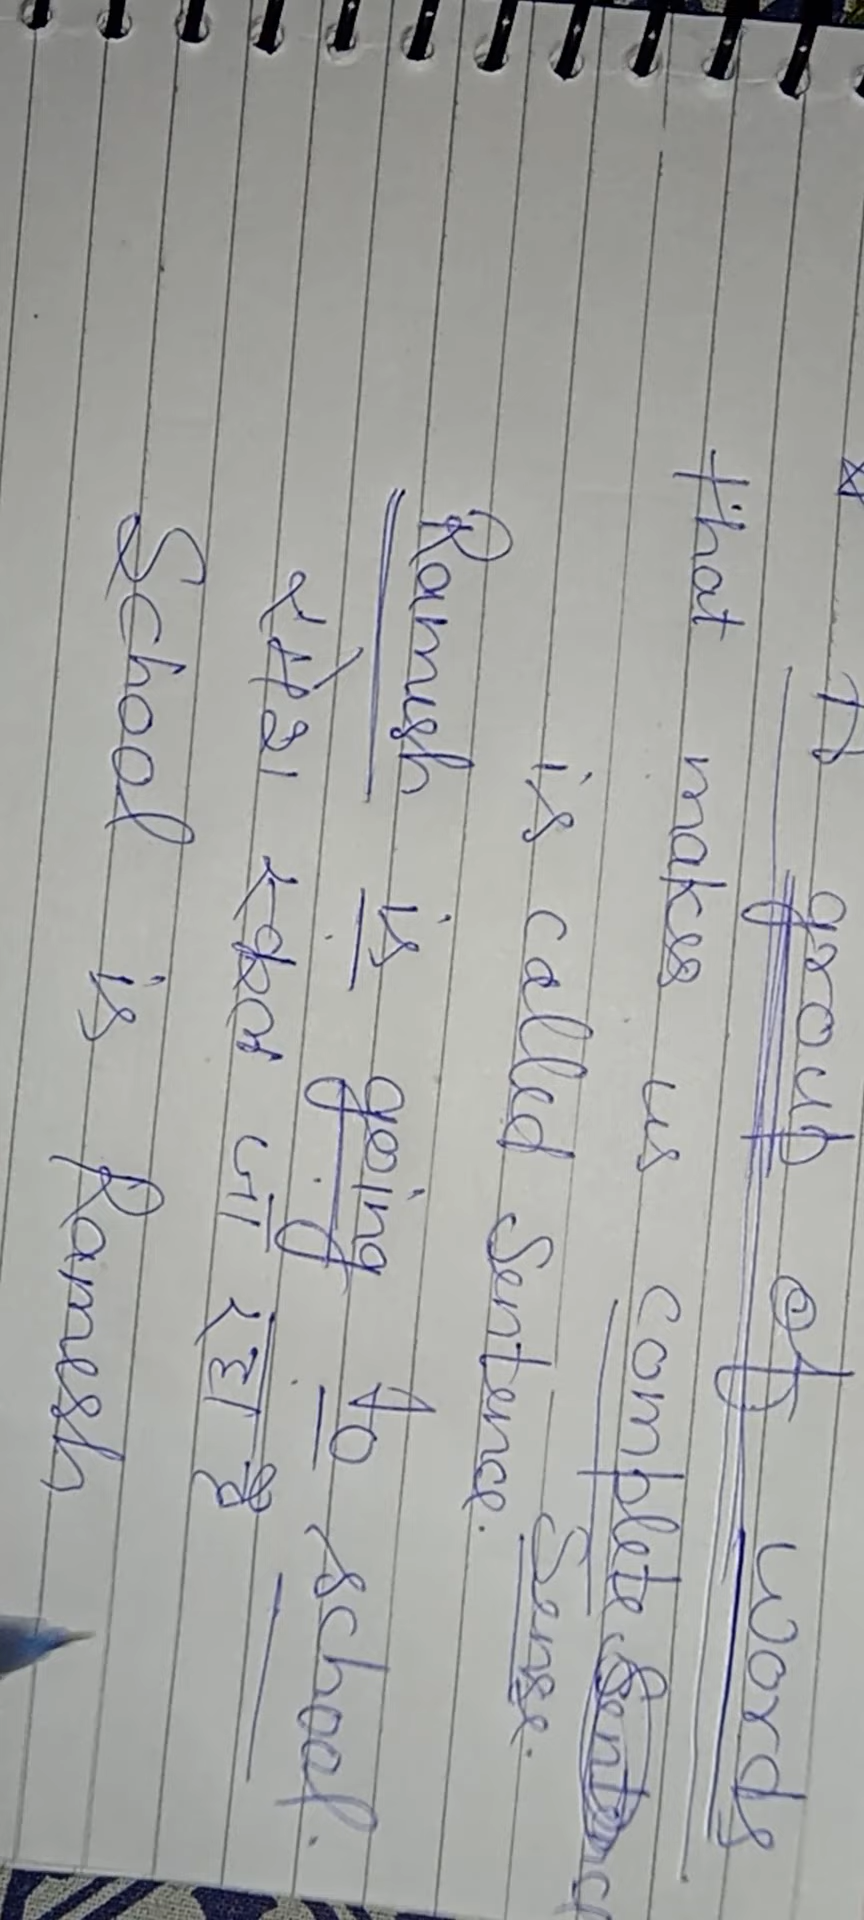 A group of words
that makes us complete
Sense.
is called Sentence.
Ramesh is going to school.
रमेश स्कूल जा रहा है
School is Ramesh